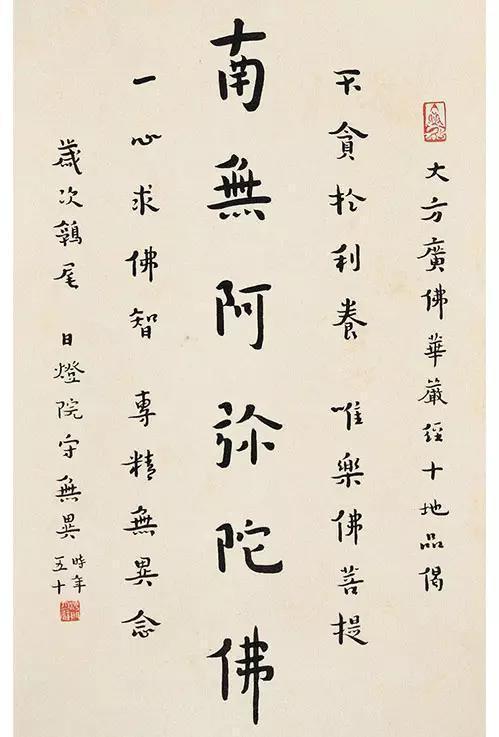 大方廣佛華嚴經十地品偈
不貪於利養 唯樂佛菩提
南無阿弥陀佛
一心求佛智 專精無異念
歲次鶉尾 日燈院守無異 時年五十